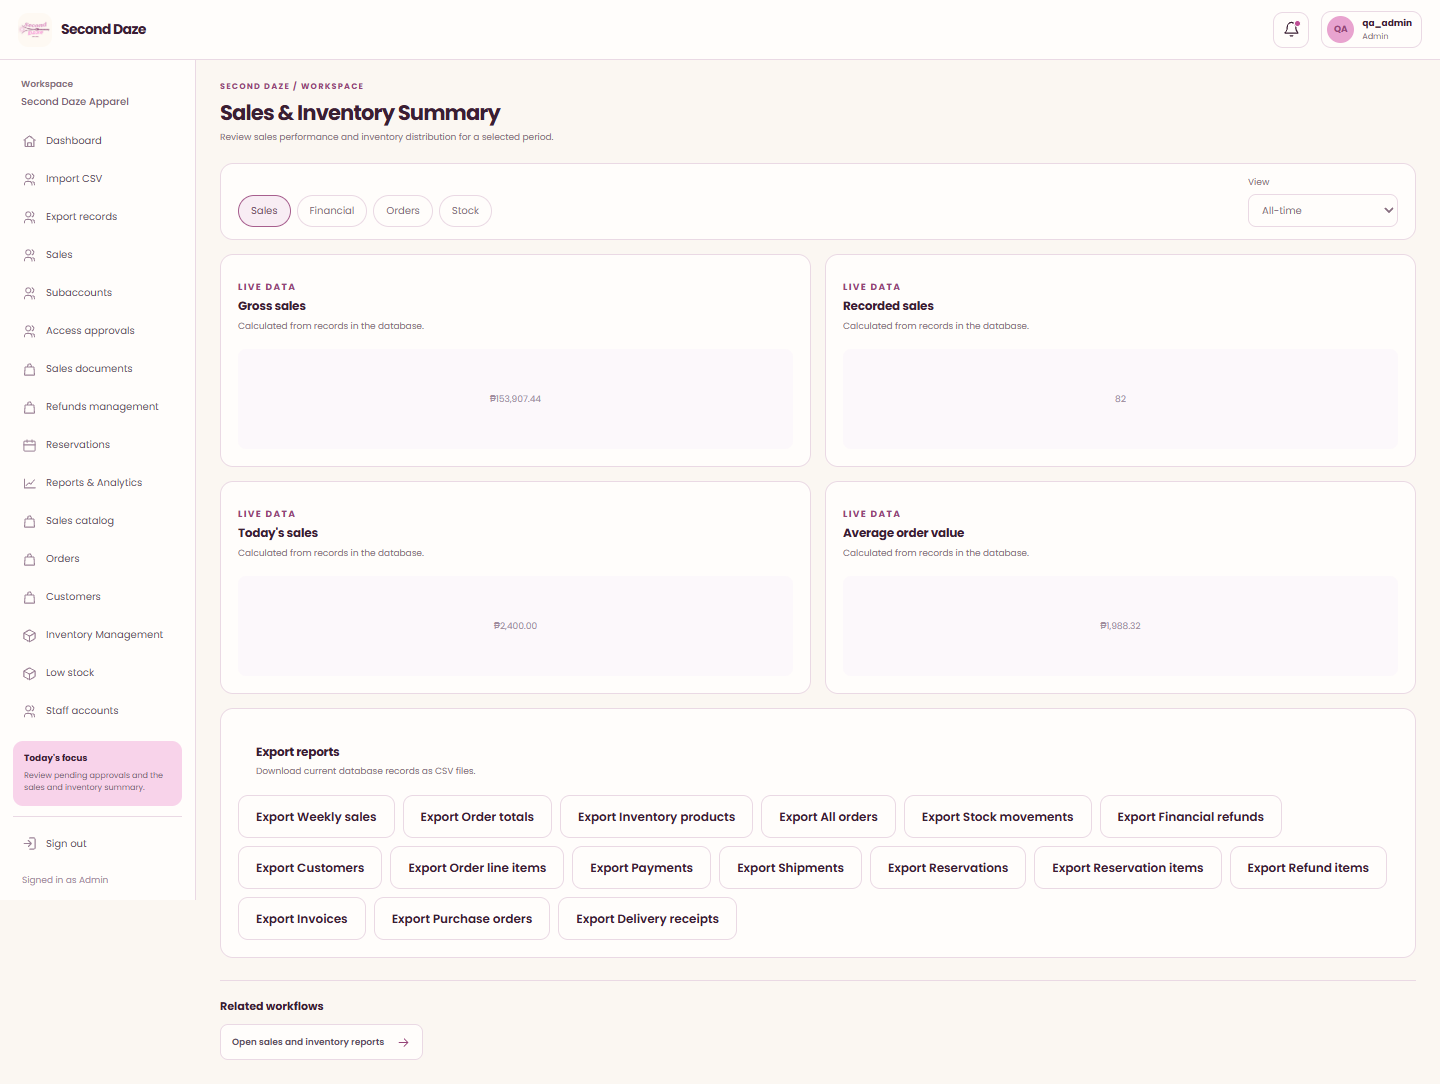 Second Daze
Second Daze
QA
qa_admin
Admin
Workspace
Second Daze Apparel
Dashboard
Import CSV
Export records
Sales
Subaccounts
Access approvals
Sales documents
Refunds management
Reservations
Reports & Analytics
Sales catalog
Orders
Customers
Inventory Management
Low stock
Staff accounts
Today's focus
Review pending approvals and the
sales and inventory summary.
Sign out
Signed in as Admin
SECOND DAZE / WORKSPACE
Sales & Inventory Summary
Review sales performance and inventory distribution for a selected period.
Sales
Financial
Orders
Stock
View
All-time
LIVE DATA
Gross sales
Calculated from records in the database.
₱153,907.44
LIVE DATA
Recorded sales
Calculated from records in the database.
82
LIVE DATA
Today's sales
Calculated from records in the database.
₱2,400.00
LIVE DATA
Average order value
Calculated from records in the database.
₱1,988.32
Export reports
Download current database records as CSV files.
Export Weekly sales
Export Order totals
Export Inventory products
Export All orders
Export Stock movements
Export Financial refunds
Export Customers
Export Order line items
Export Payments
Export Shipments
Export Reservations
Export Reservation items
Export Refund items
Export Invoices
Export Purchase orders
Export Delivery receipts
Related workflows
Open sales and inventory reports